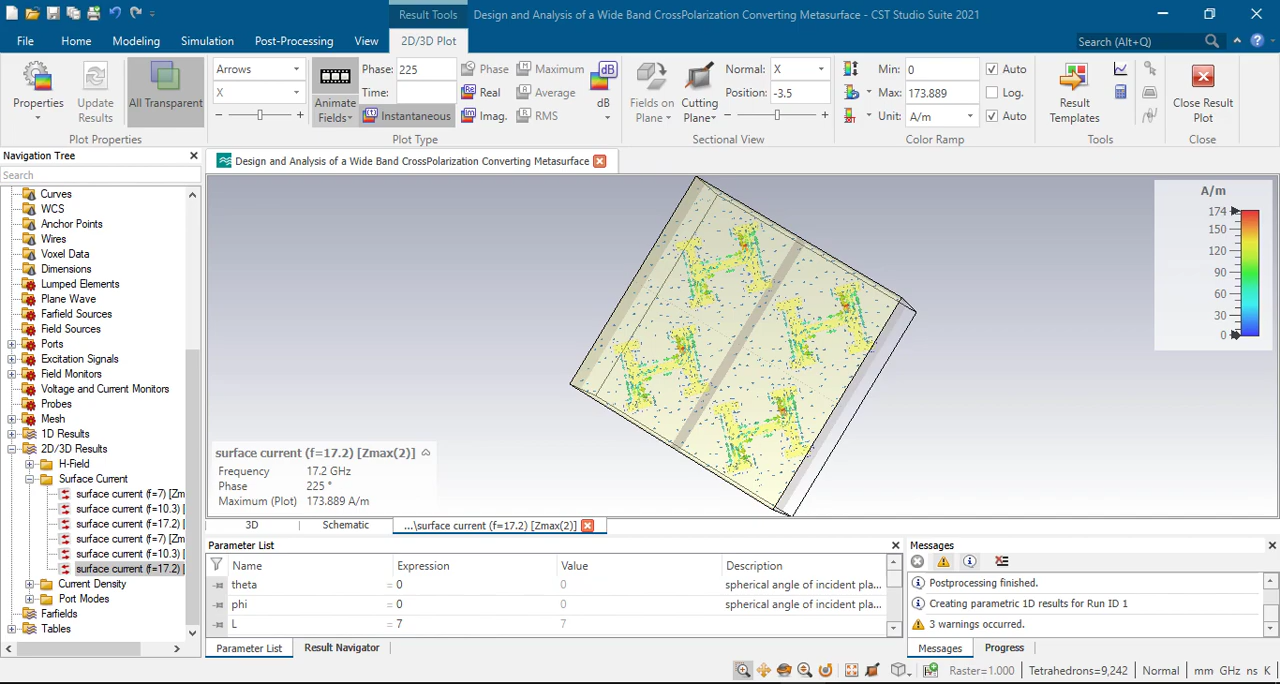 Result Tools
Design and Analysis of a Wide Band CrossPolarization Converting Metasurface - CST Studio Suite 2021
File Home Modeling Simulation Post-Processing View 2D/3D Plot Search (Alt+Q)
Properties
Update Results
All Transparent
Arrows
X
Plot Properties
Animate Fields
Phase: 225
Time:
Instantaneous
Phase
Real
Imag.
Maximum
Average
RMS
dB
dB
Plot Type
Fields on Plane
Cutting Plane
Normal: X
Position: -3.5
Sectional View
Min: 0 Auto
Max: 173.889 Log.
Unit: A/m Auto
Color Ramp
Result Templates
Tools
Close Result Plot
Close
Navigation Tree
Search
Curves
WCS
Anchor Points
Wires
Voxel Data
Dimensions
Lumped Elements
Plane Wave
Farfield Sources
Field Sources
Ports
Excitation Signals
Field Monitors
Voltage and Current Monitors
Probes
Mesh
1D Results
2D/3D Results
H-Field
Surface Current
surface current (f=7) [Zm
surface current (f=10.3) [
surface current (f=17.2) [
surface current (f=7) [Zm
surface current (f=10.3) [
surface current (f=17.2) [
Current Density
Port Modes
Farfields
Tables
Design and Analysis of a Wide Band CrossPolarization Converting Metasurface
A/m
174
150
120
90
60
30
0
surface current (f=17.2) [Zmax(2)]
Frequency 17.2 GHz
Phase 225 °
Maximum (Plot) 173.889 A/m
3D Schematic ...\surface current (f=17.2) [Zmax(2)]
Parameter List
Name Expression Value Description
theta = 0 0 spherical angle of incident pla...
phi = 0 0 spherical angle of incident pla...
L = 7 7
Parameter List Result Navigator
Messages
Postprocessing finished.
Creating parametric 1D results for Run ID 1
3 warnings occurred.
Messages Progress
Raster=1.000 Tetrahedrons=9,242 Normal mm GHz ns K